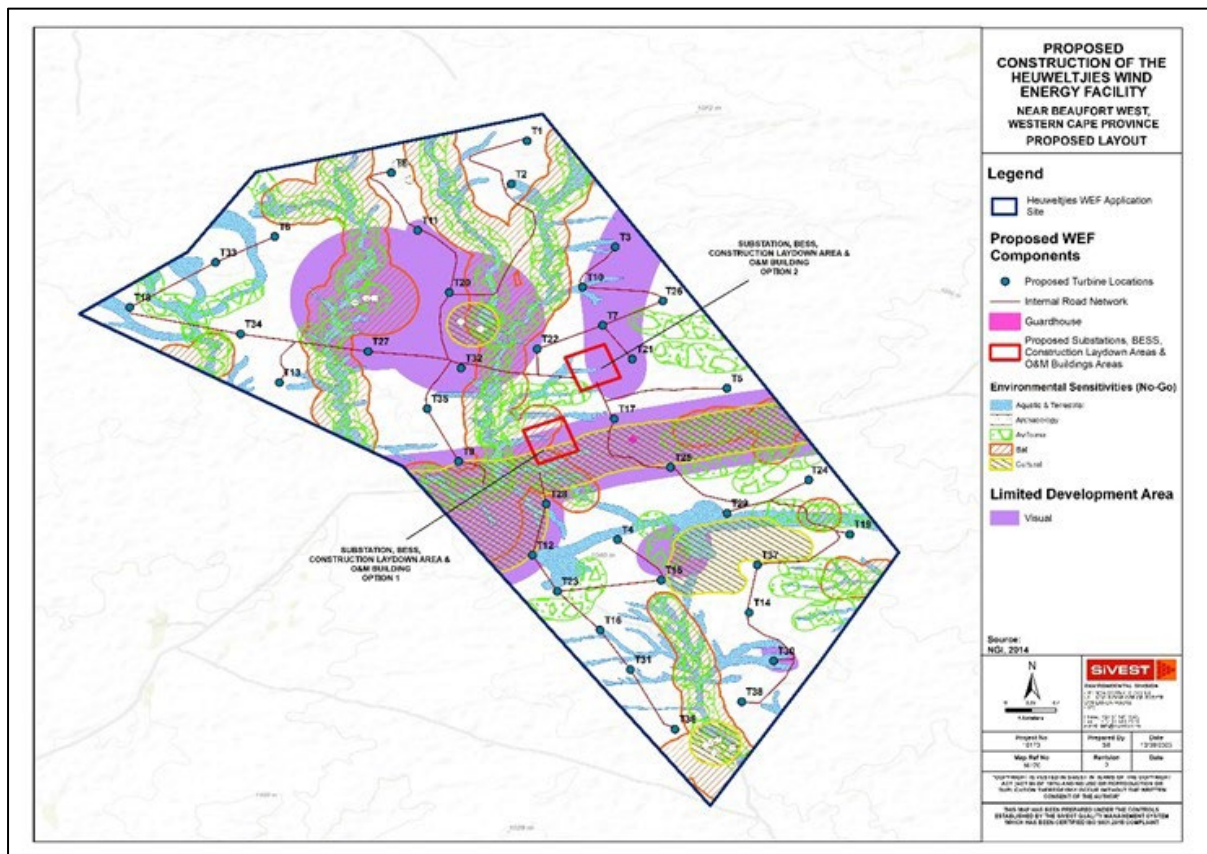 PROPOSED
CONSTRUCTION OF THE
HEUWELTJIES WIND
ENERGY FACILITY
NEAR BEAUFORT WEST,
WESTERN CAPE PROVINCE
PROPOSED LAYOUT
Legend
Heuweltjies WEF Application
Site
Proposed WEF
Components
Proposed Turbine Locations
Internal Road Network
Guardhouse
Proposed Substations, BESS,
Construction Laydown Areas &
O&M Buildings Areas
Environmental Sensitivities (No-Go)
Aquatic & Terrestrial
Archaeology
Avifauna
Bat
Cultural
Limited Development Area
Visual
Source:
NGI, 2014
N
SiVEST
ENVIRONMENTAL DIVISION
Project No
Prepared By
Date
Map Ref No
Revision
Date
2
T1
T2
T11
T3
T6
T33
T10
T20
T26
T18
T7
T34
T22
T27
T21
T32
T13
T5
T35
T17
T9
T25
T24
T28
T29
T4
T19
T12
T37
T15
T23
T14
T16
T30
T31
T38
T36
SUBSTATION, BESS,
CONSTRUCTION LAYDOWN AREA &
O&M BUILDING
OPTION 2
SUBSTATION, BESS,
CONSTRUCTION LAYDOWN AREA &
O&M BUILDING
OPTION 1